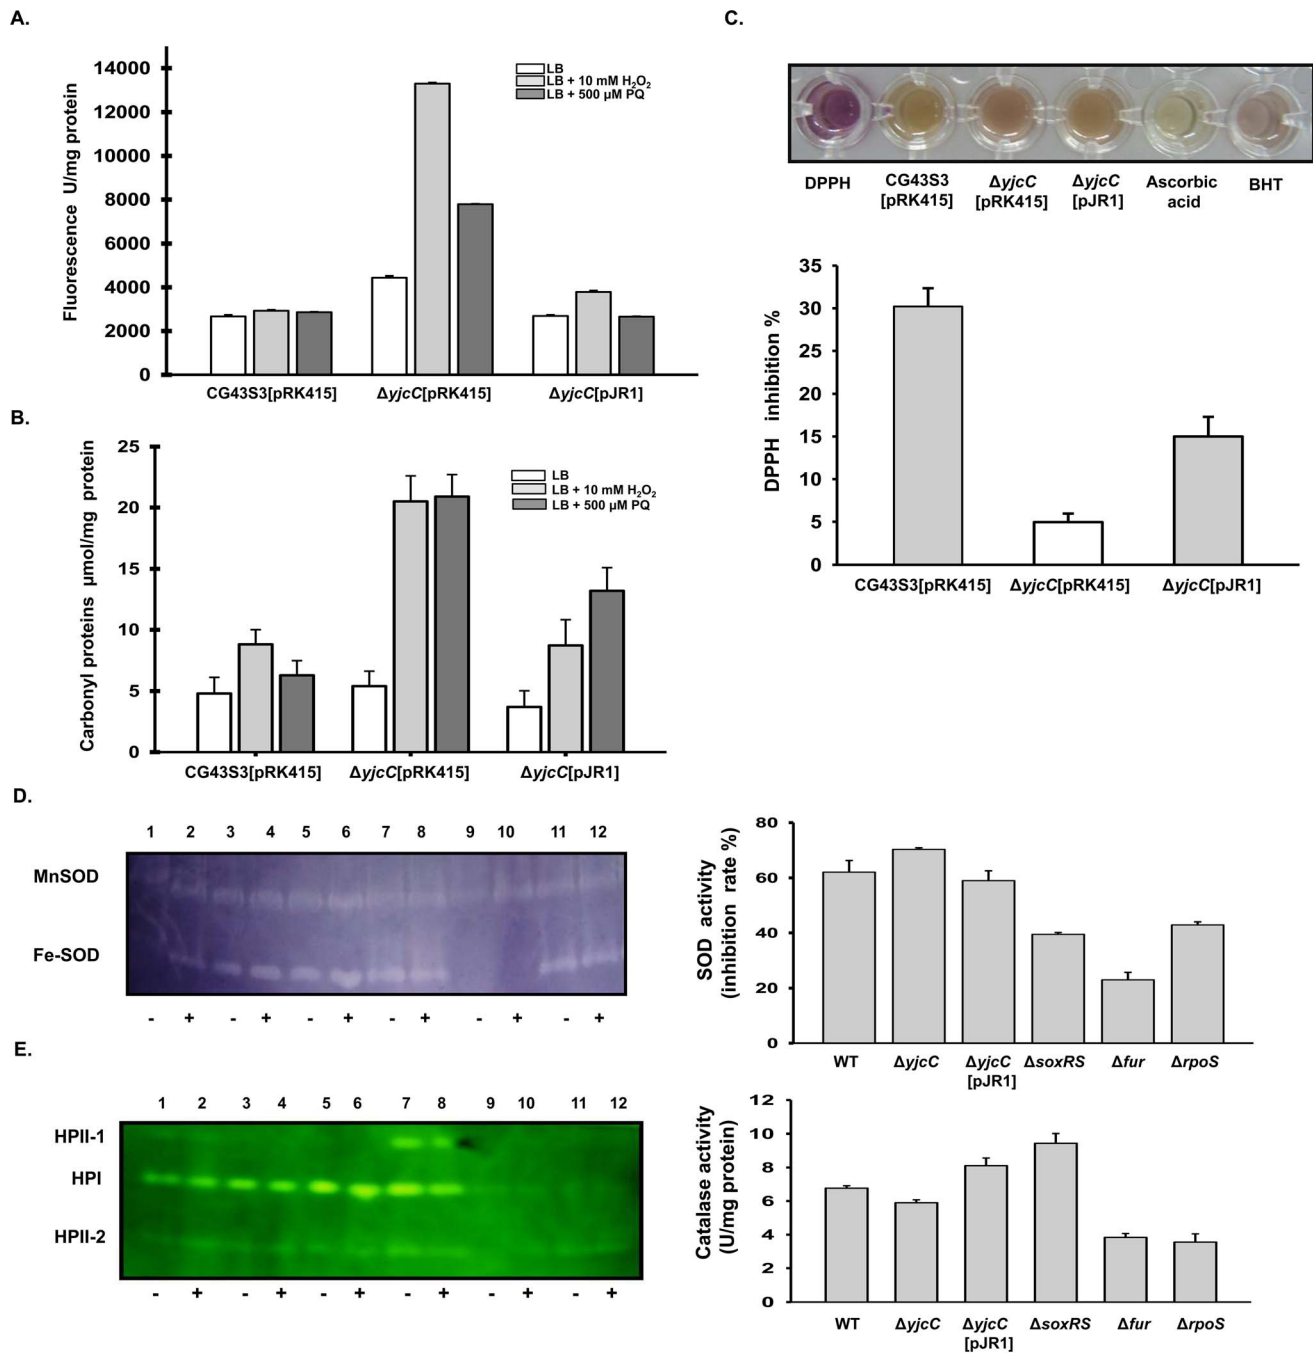 A.
14000
12000
10000
8000
6000
4000
2000
0
Fluorescence U/mg protein
LB
LB + 10 mM H₂O₂
LB + 500 µM PQ
CG43S3[pRK415] ΔyjcC[pRK415] ΔyjcC[pJR1]
B.
25
20
15
10
5
0
Carbonyl proteins µmol/mg protein
LB
LB + 10 mM H₂O₂
LB + 500 µM PQ
CG43S3[pRK415] ΔyjcC[pRK415] ΔyjcC[pJR1]
C.
DPPH CG43S3 ΔyjcC ΔyjcC Ascorbic BHT
[pRK415] [pRK415] [pJR1] acid
35
30
25
20
15
10
5
0
DPPH inhibition %
CG43S3[pRK415] ΔyjcC[pRK415] ΔyjcC[pJR1]
D.
1 2 3 4 5 6 7 8 9 10 11 12
MnSOD
Fe-SOD
- + - + - + - + - + - +
80
60
40
20
0
SOD activity
(inhibition rate %)
WT ΔyjcC ΔyjcC ΔsoxRS Δfur ΔrpoS
[pJR1]
E.
1 2 3 4 5 6 7 8 9 10 11 12
HPII-1
HPI
HPII-2
- + - + - + - + - + - +
12
10
8
6
4
2
0
Catalase activity
(U/mg protein)
WT ΔyjcC ΔyjcC ΔsoxRS Δfur ΔrpoS
[pJR1]